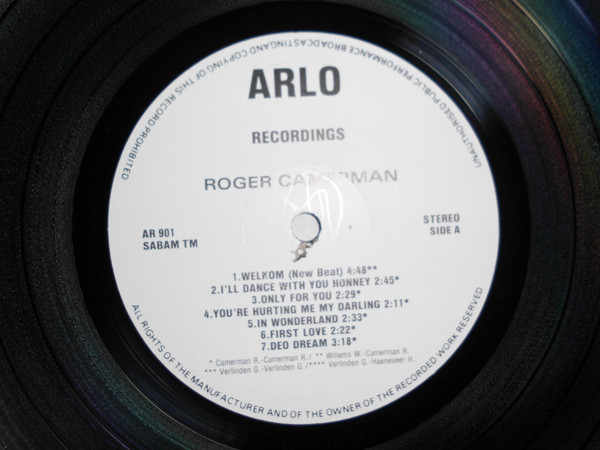 UNAUTHORISED PUBLIC PERFORMANCE BROADCASTING AND COPYING OF THIS RECORD PROHIBITED
ARLO
RECORDINGS
ROGER CAMERMAN
AR 901
SABAM TM
STEREO
SIDE A
1.WELKOM (New Beat) 4:48**
2.I'LL DANCE WITH YOU HONNEY 2:45*
3.ONLY FOR YOU 2:29*
4.YOU'RE HURTING ME MY DARLING 2:11*
5.IN WONDERLAND 2:33*
6.FIRST LOVE 2:22*
7.DEO DREAM 3:18*
* Camerman R.-Camerman R./ ** Willems W.-Camerman R.
*** Verlinden G.-Verlinden G./**** Verlinden G.-Haeneveer H.
ALL RIGHTS OF THE MANUFACTURER AND OF THE OWNER OF THE RECORDED WORK RESERVED